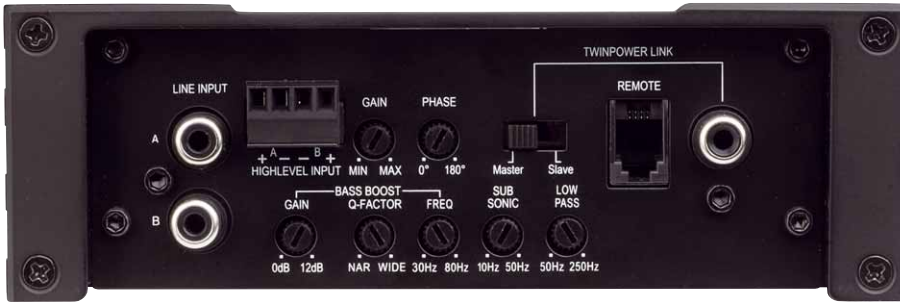 TWINPOWER LINK
LINE INPUT
REMOTE
GAIN PHASE
A
A B
+ − − +
MIN MAX 0° 180°
Master Slave
HIGHLEVEL INPUT
BASS BOOST
GAIN Q-FACTOR FREQ
SUB SONIC
LOW PASS
B
0dB 12dB
NAR WIDE
30Hz 80Hz
10Hz 50Hz
50Hz 250Hz